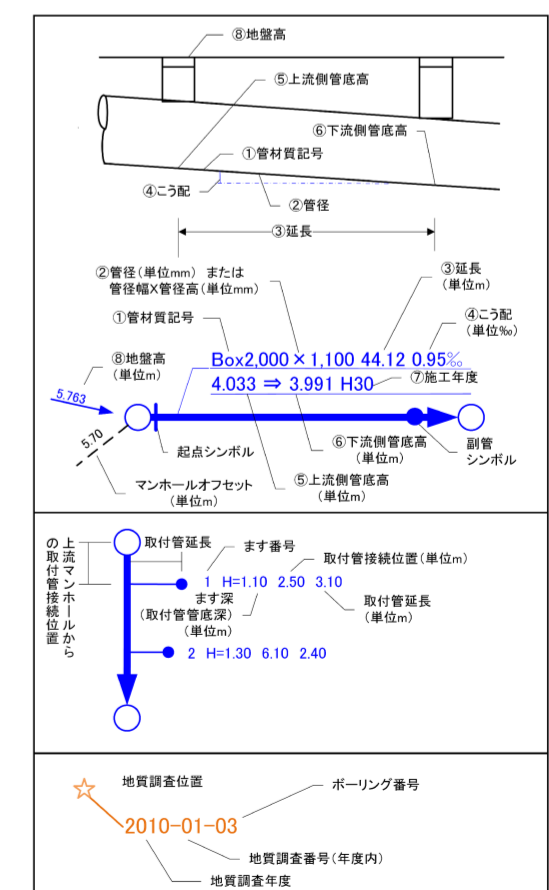 ⑧地盤高
⑤上流側管底高
⑥下流側管底高
①管材質記号
④こう配
②管径
③延長
②管径(単位mm) または
管径幅X管径高(単位mm)
③延長
(単位m)
①管材質記号
④こう配
(単位‰)
⑧地盤高
(単位m)
Box2,000×1,100 44.12 0.95‰
4.033 ⇒ 3.991 H30
⑦施工年度
5.763
5.70
起点シンボル
⑥下流側管底高
(単位m)
副管
シンボル
マンホールオフセット
(単位m)
⑤上流側管底高
(単位m)
上流マンホールから
の取付管接続位置
取付管延長
ます番号
取付管接続位置(単位m)
1 H=1.10 2.50 3.10
ます深
(取付管管底深)
(単位m)
取付管延長
(単位m)
2 H=1.30 6.10 2.40
地質調査位置
ボーリング番号
2010-01-03
地質調査番号(年度内)
地質調査年度